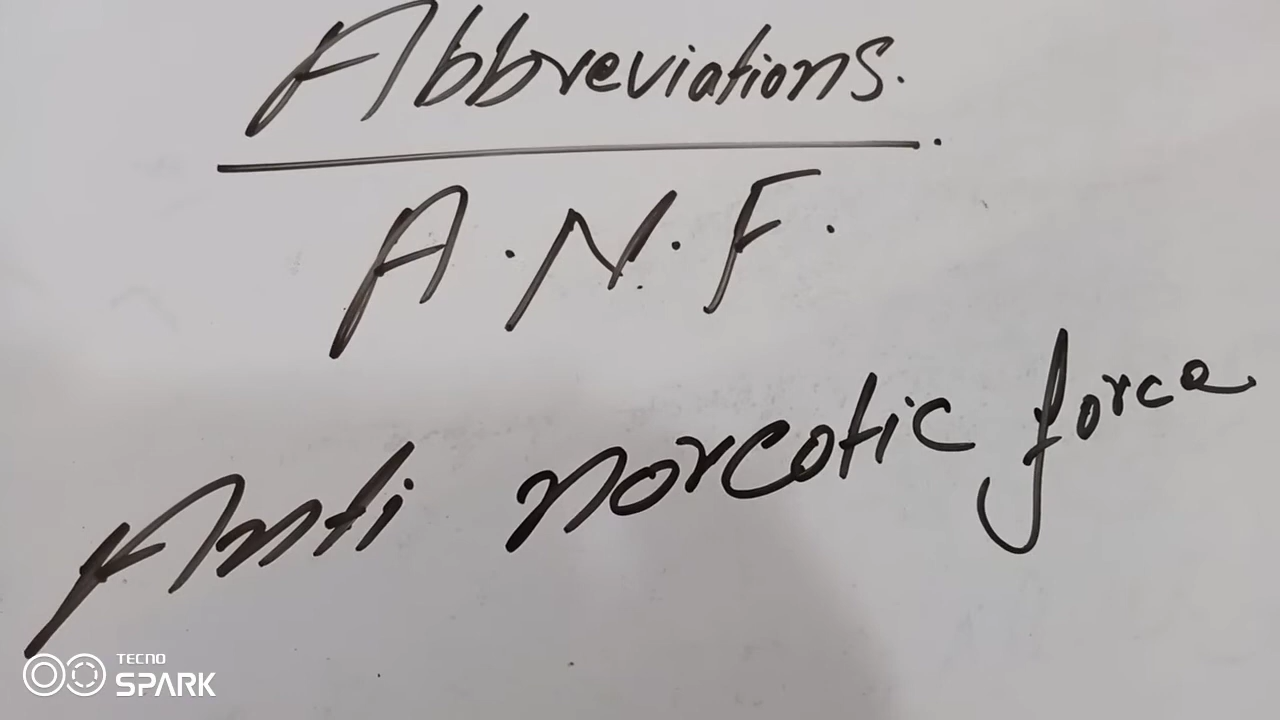 Abbreviations.
A.N.F.
Anti norcotic force
TECNO
SPARK